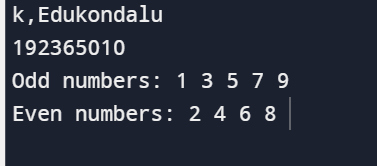 k,Edukondalu
192365010
Odd numbers: 1 3 5 7 9
Even numbers: 2 4 6 8